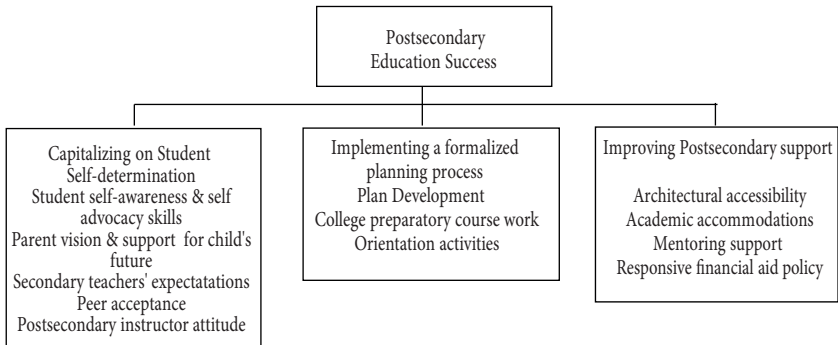 Postsecondary
Education Success
Capitalizing on Student
Self-determination
Student self-awareness & self
advocacy skills
Parent vision & support for child's
future
Secondary teachers' expectatations
Peer acceptance
Postsecondary instructor attitude
Implementing a formalized
planning process
Plan Development
College preparatory course work
Orientation activities
Improving Postsecondary support
Architectural accessibility
Academic accommodations
Mentoring support
Responsive financial aid policy